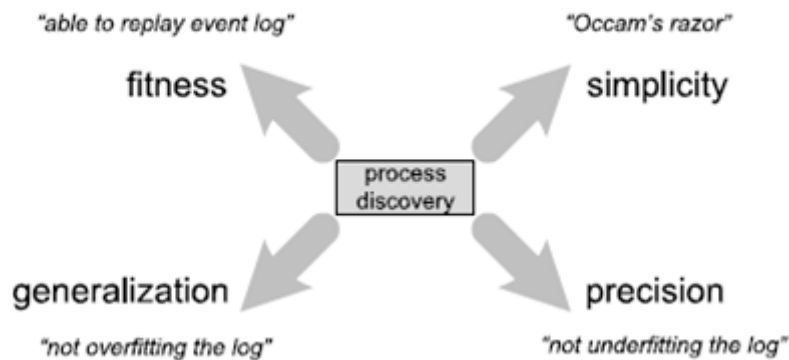 "able to replay event log"
"Occam's razor"
fitness
simplicity
process
discovery
generalization
precision
"not overfitting the log"
"not underfitting the log"